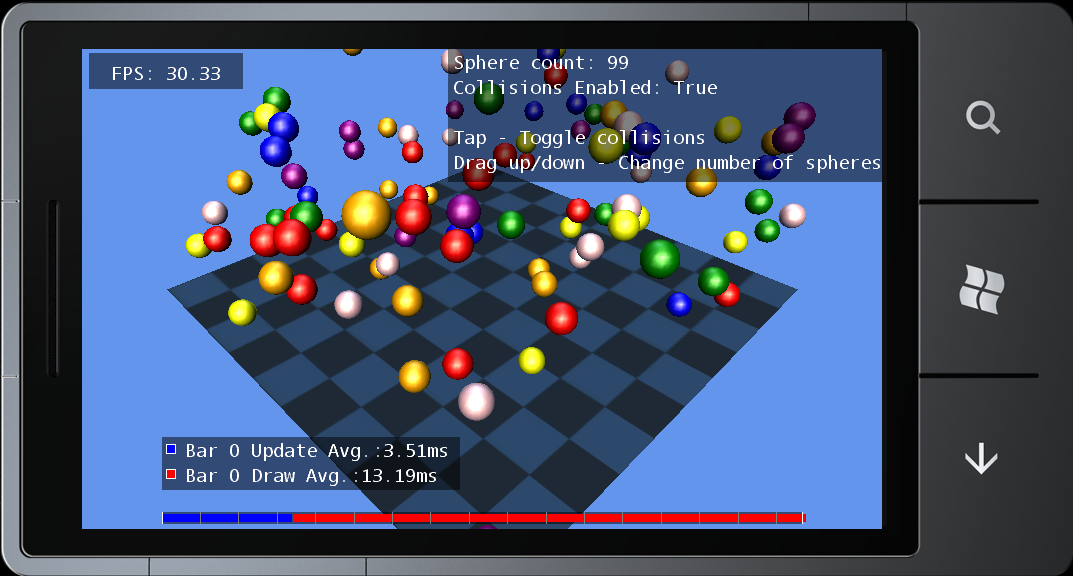 FPS: 30.33
Sphere count: 99
Collisions Enabled: True
Tap - Toggle collisions
Drag up/down - Change number of spheres
Bar 0 Update Avg.:3.51ms
Bar 0 Draw Avg.:13.19ms